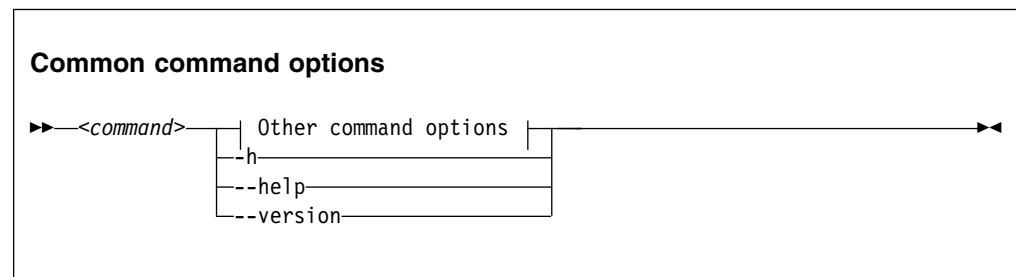 Common command options
<command> Other command options
-h
--help
--version